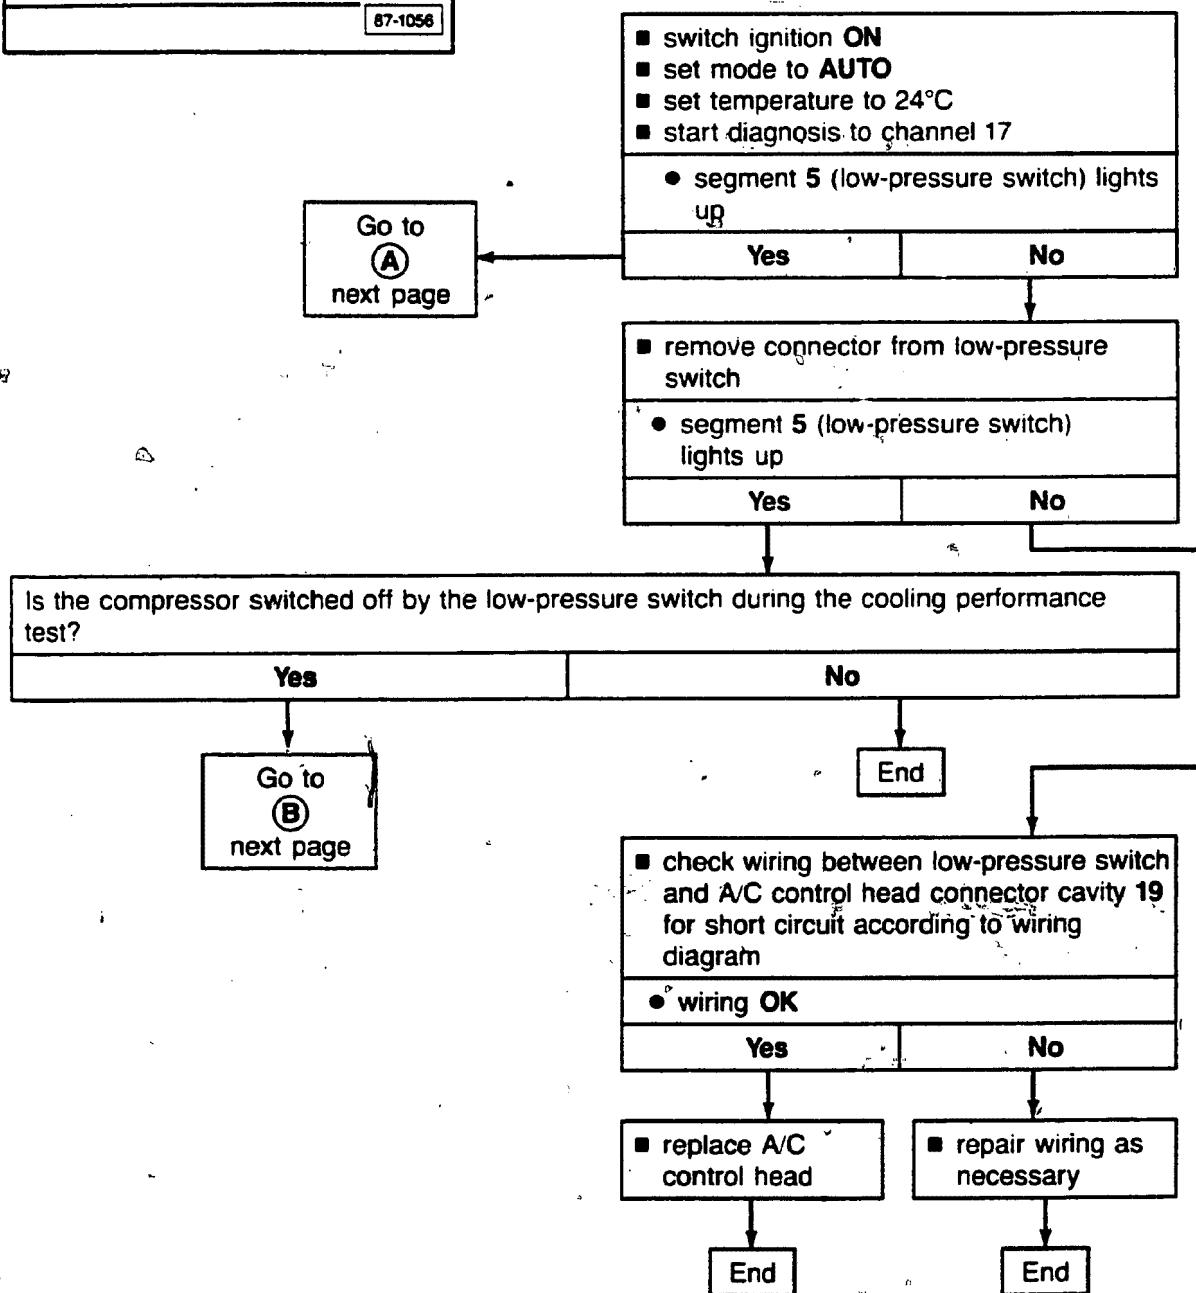 87-1056
■ switch ignition ON
■ set mode to AUTO
■ set temperature to 24°C
■ start diagnosis to channel 17
● segment 5 (low-pressure switch) lights
up
Yes
No
Go to
A
next page
■ remove connector from low-pressure
switch
● segment 5 (low-pressure switch)
lights up
Yes
No
Is the compressor switched off by the low-pressure switch during the cooling performance
test?
Yes
No
Go to
B
next page
End
■ check wiring between low-pressure switch
and A/C control head connector cavity 19
for short circuit according to wiring
diagram
● wiring OK
Yes
No
■ replace A/C
control head
■ repair wiring as
necessary
End
End